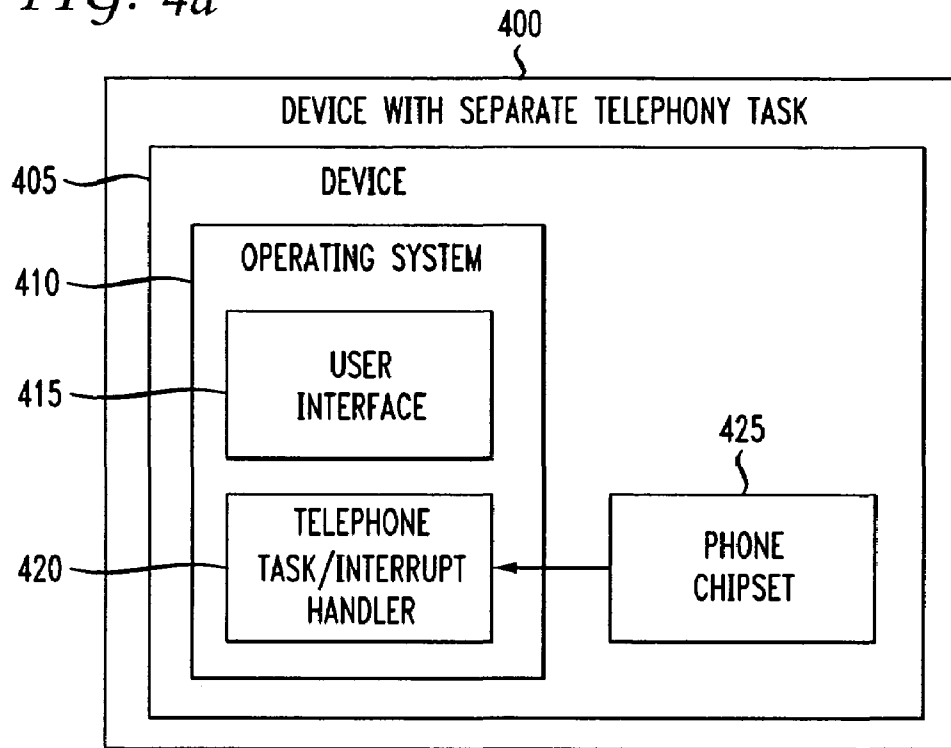 FIG. 4a
400
DEVICE WITH SEPARATE TELEPHONY TASK
405
DEVICE
410
OPERATING SYSTEM
415
USER
INTERFACE
425
420
TELEPHONE
TASK/INTERRUPT
HANDLER
PHONE
CHIPSET